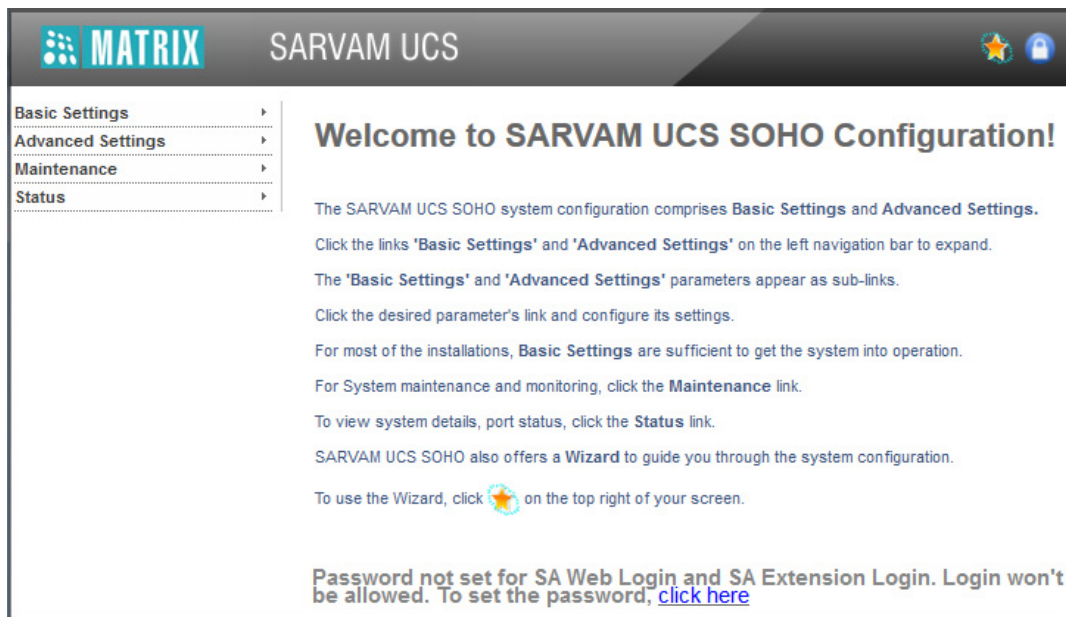 MATRIX SARVAM UCS
Basic Settings
Advanced Settings
Maintenance
Status
Welcome to SARVAM UCS SOHO Configuration!
The SARVAM UCS SOHO system configuration comprises Basic Settings and Advanced Settings.
Click the links 'Basic Settings' and 'Advanced Settings' on the left navigation bar to expand.
The 'Basic Settings' and 'Advanced Settings' parameters appear as sub-links.
Click the desired parameter's link and configure its settings.
For most of the installations, Basic Settings are sufficient to get the system into operation.
For System maintenance and monitoring, click the Maintenance link.
To view system details, port status, click the Status link.
SARVAM UCS SOHO also offers a Wizard to guide you through the system configuration.
To use the Wizard, click on the top right of your screen.
Password not set for SA Web Login and SA Extension Login. Login won't
be allowed. To set the password, click here